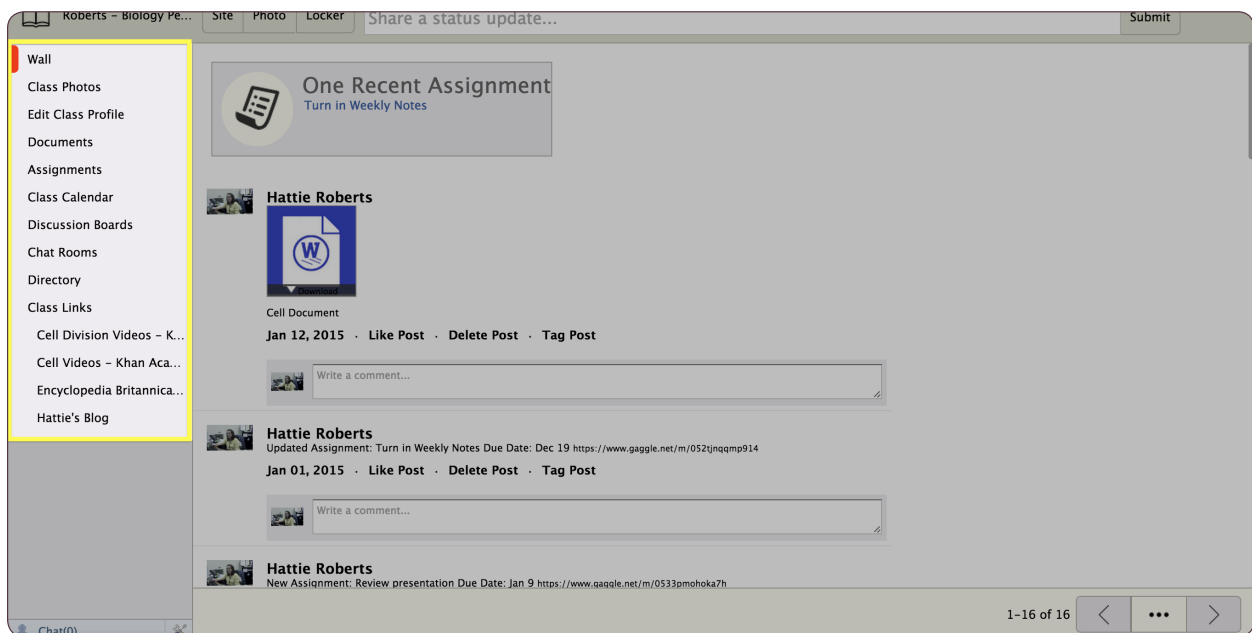 Roberts – Biology Pe...
Site Photo Locker Share a status update... Submit
Wall
Class Photos
Edit Class Profile
Documents
Assignments
Class Calendar
Discussion Boards
Chat Rooms
Directory
Class Links
Cell Division Videos – K...
Cell Videos – Khan Aca...
Encyclopedia Britannica...
Hattie's Blog
Chat(0)
One Recent Assignment
Turn in Weekly Notes
Hattie Roberts
W
Download
Cell Document
Jan 12, 2015 · Like Post · Delete Post · Tag Post
Write a comment...
Hattie Roberts
Updated Assignment: Turn in Weekly Notes Due Date: Dec 19 https://www.gaggle.net/m/052tjnqqmp914
Jan 01, 2015 · Like Post · Delete Post · Tag Post
Write a comment...
Hattie Roberts
New Assignment: Review presentation Due Date: Jan 9 https://www.gaggle.net/m/0533pmohoka7h
1–16 of 16